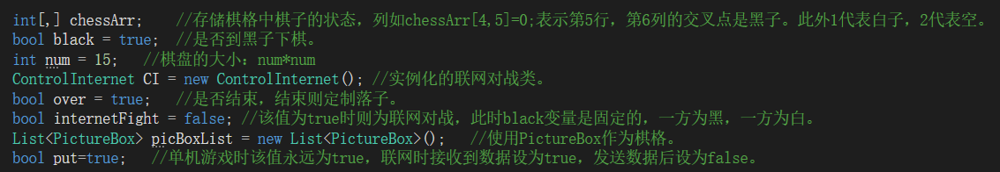 int[,] chessArr;    //存储棋格中棋子的状态，列如chessArr[4,5]=0;表示第5行，第6列的交叉点是黑子。此外1代表白子，2代表空。
bool black = true;  //是否到黑子下棋。
int num = 15;   //棋盘的大小：num*num
ControlInternet CI = new ControlInternet(); //实例化的联网对战类。
bool over = true;   //是否结束，结束则定制落子。
bool internetFight = false; //该值为true时则为联网对战，此时black变量是固定的，一方为黑，一方为白。
List<PictureBox> picBoxList = new List<PictureBox>();   //使用PictureBox作为棋格。
bool put=true;   //单机游戏时该值永远为true，联网时接收到数据设为true，发送数据后设为false。